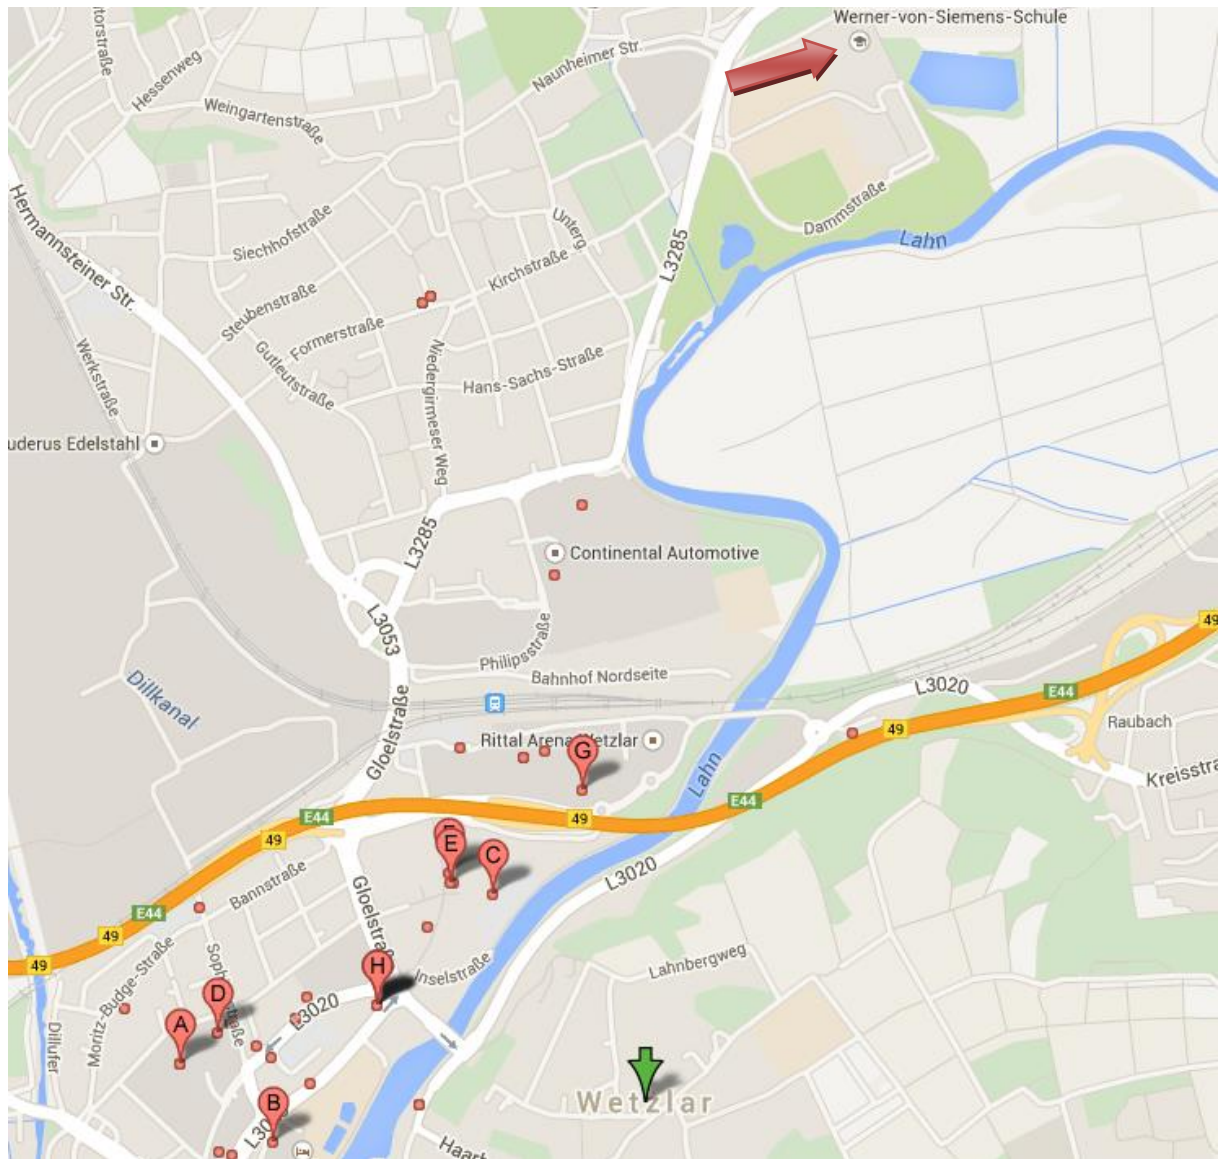 Werner-von-Siemens-Schule
Hessenweg
Naunheimer Str.
Weingartenstraße
Hermannsteiner Str.
Siechhofstraße
Unterg
Dammstraße
Lahn
L3285
Kirchstraße
Steubenstraße
Formerstraße
Gutleutstraße
Niedergirmeser Weg
Hans-Sachs-Straße
Werkstraße
uderus Edelstahl
L3285
Continental Automotive
L3053
Philipsstraße
Bahnhof Nordseite
49
L3020
E44
Dillkanal
Gloelstraße
Rittal Arena Wetzlar
49
Raubach
Kreisstra
G
Lahn
E44
E44
49
49
E
C
L3020
Bannstraße
Gloelstraße
E44
49
49
H
Inselstraße
Lahnbergweg
Moritz-Budge-Straße
D
L3020
A
Dillufer
B
Wetzlar